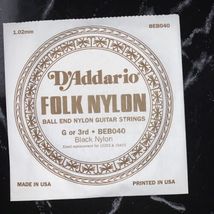 1.02mm BEB040
D'Addario
FOLK NYLON
BALL END NYLON GUITAR STRINGS
G or 3rd • BEB040
Black Nylon
MADE IN USA PRINTED IN USA